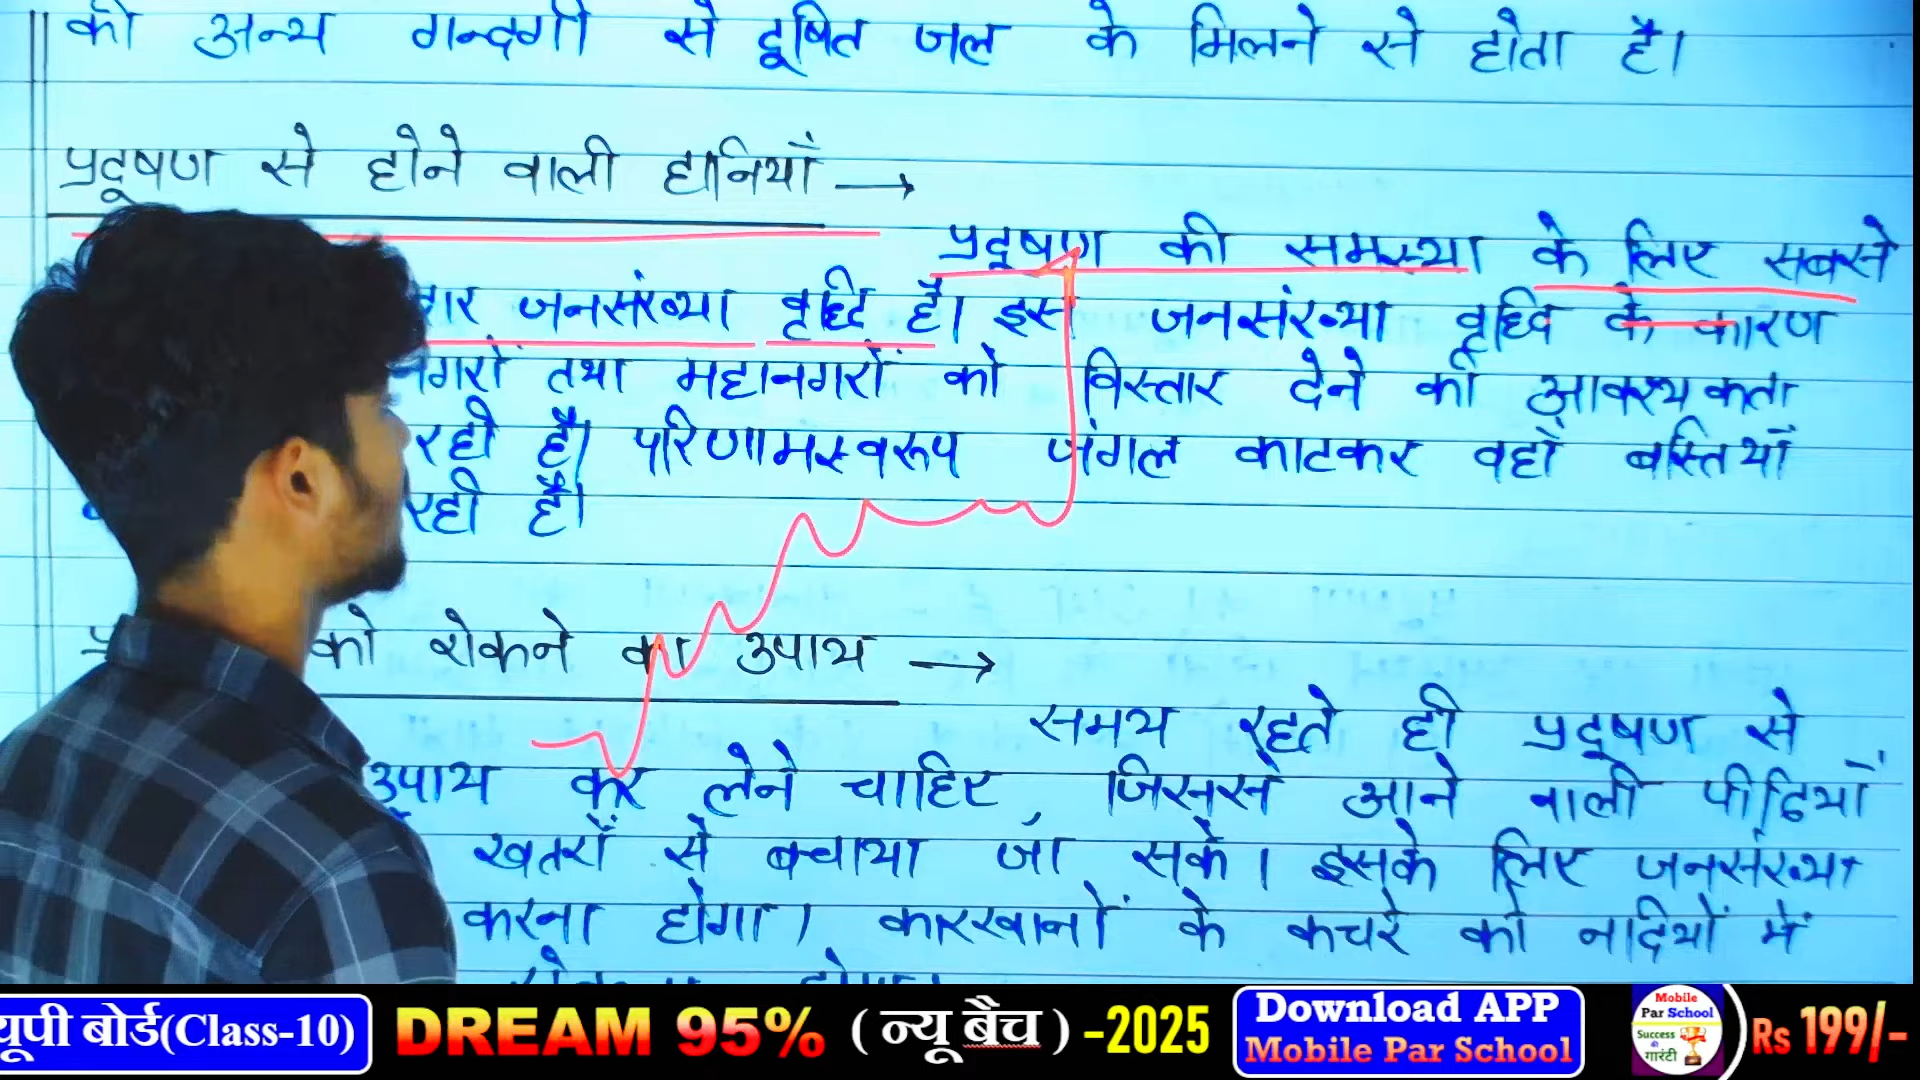 की अन्य गन्दगी से दूषित जल के मिलने से होता है।
प्रदूषण से होने वाली हानियाँ →
प्रदूषण की समस्या के लिए सबसे
जनसंख्या वृद्धि है। इस जनसंख्या वृद्धि के कारण
तथा महानगरों को विस्तार देने की आवश्यकता
रही है। परिणामस्वरूप जंगल काटकर वहाँ बस्तियाँ
रही है।
को रोकने का उपाय →
समय रहते ही प्रदूषण से
उपाय कर लेने चाहिए, जिससे आने वाली पीढियाँ
खतरों से बचाया जा सके। इसके लिए जनसंख्या
करना होगा। कारखानों के कचरे को नदियों में
यूपी बोर्ड(Class-10)
DREAM 95% (न्यू बैच) -2025
Download APP
Mobile Par School
Mobile
Par School
Success
की
गारंटी
Rs 199/-